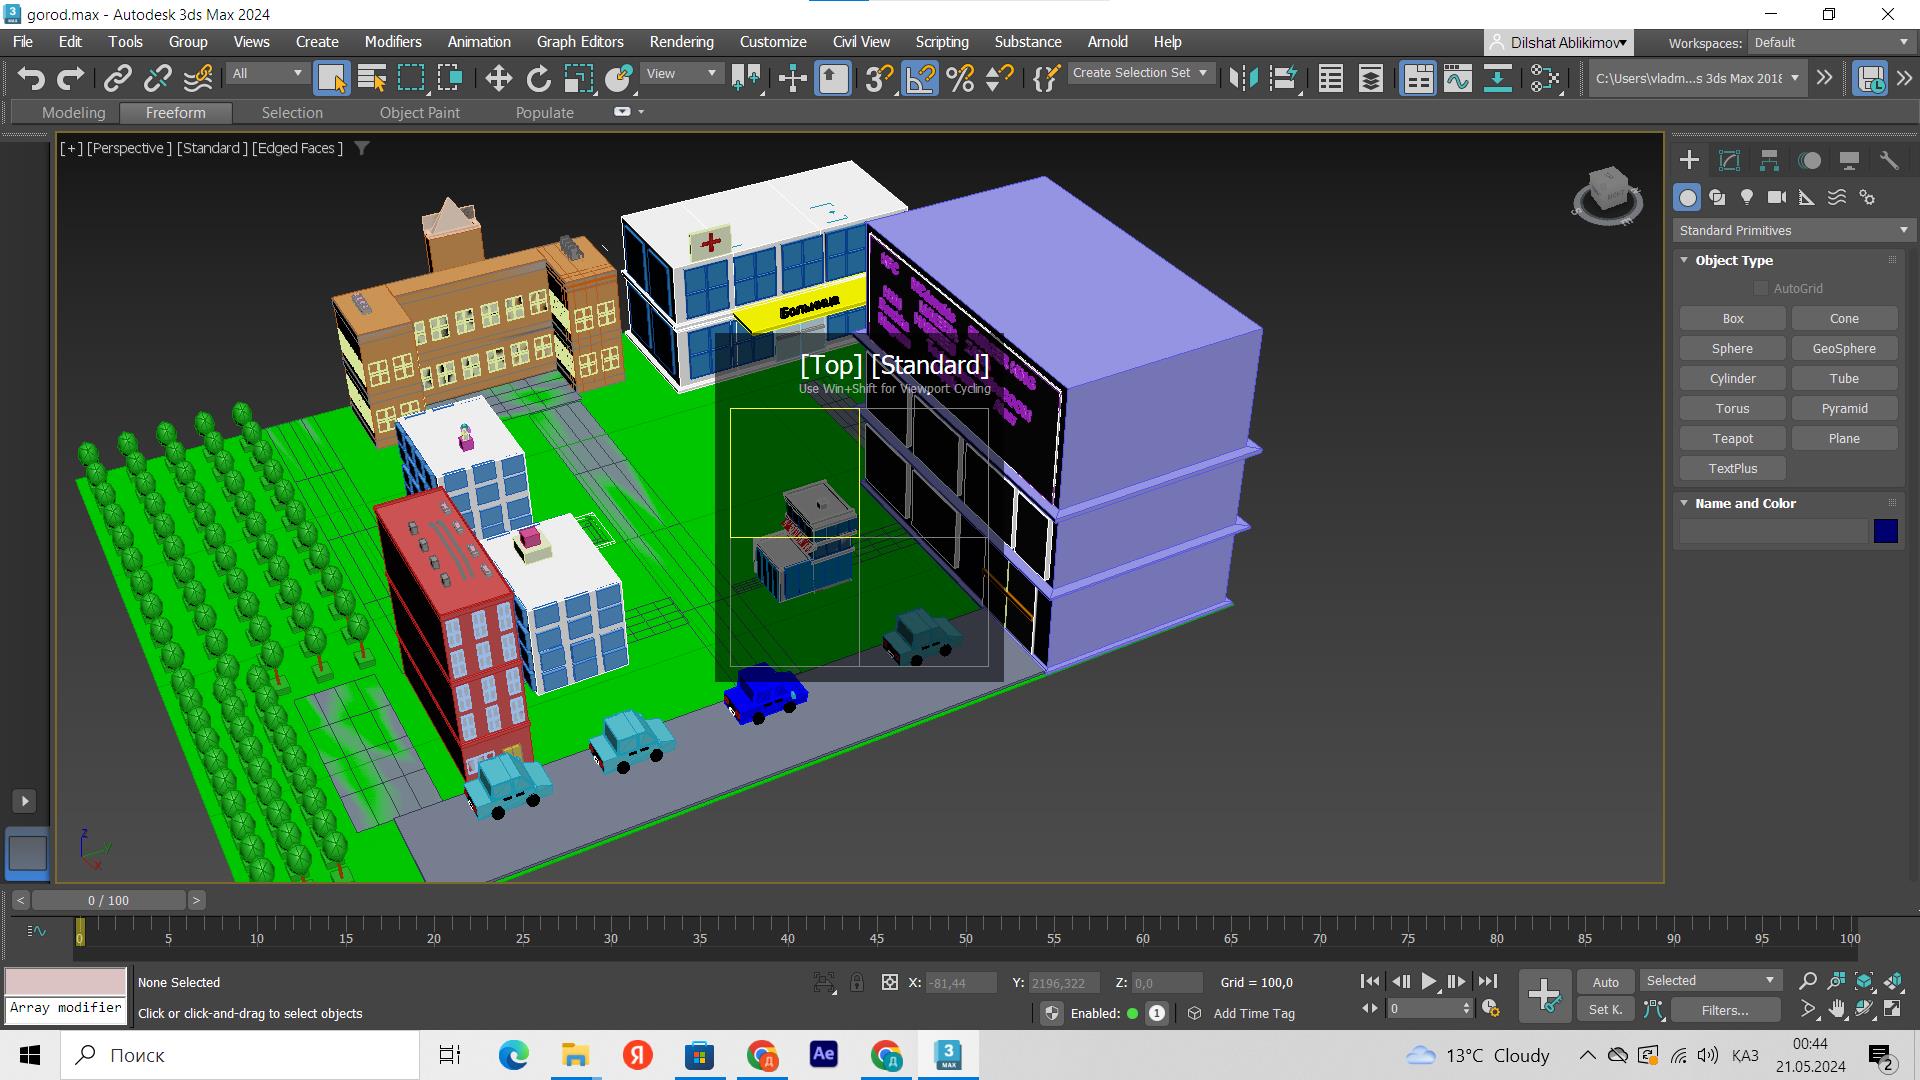 gorod.max - Autodesk 3ds Max 2024
File Edit Tools Group Views Create Modifiers Animation Graph Editors Rendering Customize Civil View Scripting Substance Arnold Help
Dilshat Ablikimov
Workspaces: Default
All
View
Create Selection Set
C:\Users\vladm...s 3ds Max 2018
Modeling Freeform Selection Object Paint Populate
[+] [Perspective ] [Standard ] [Edged Faces ]
Standard Primitives
Object Type
AutoGrid
Box Cone
Sphere GeoSphere
Cylinder Tube
Torus Pyramid
Teapot Plane
TextPlus
Name and Color
Больница
[Top] [Standard]
Use Win+Shift for Viewport Cycling
z
y
x
< 0 / 100 >
0 5 10 15 20 25 30 35 40 45 50 55 60 65 70 75 80 85 90 95 100
Array modifier
None Selected
Click or click-and-drag to select objects
X: -81,44 Y: 2196,322 Z: 0,0 Grid = 100,0
Enabled: 1 Add Time Tag
0
Auto Selected
Set K. Filters...
Поиск
Ae
3
MAX
13°C Cloudy
ҚАЗ
00:44
21.05.2024
2